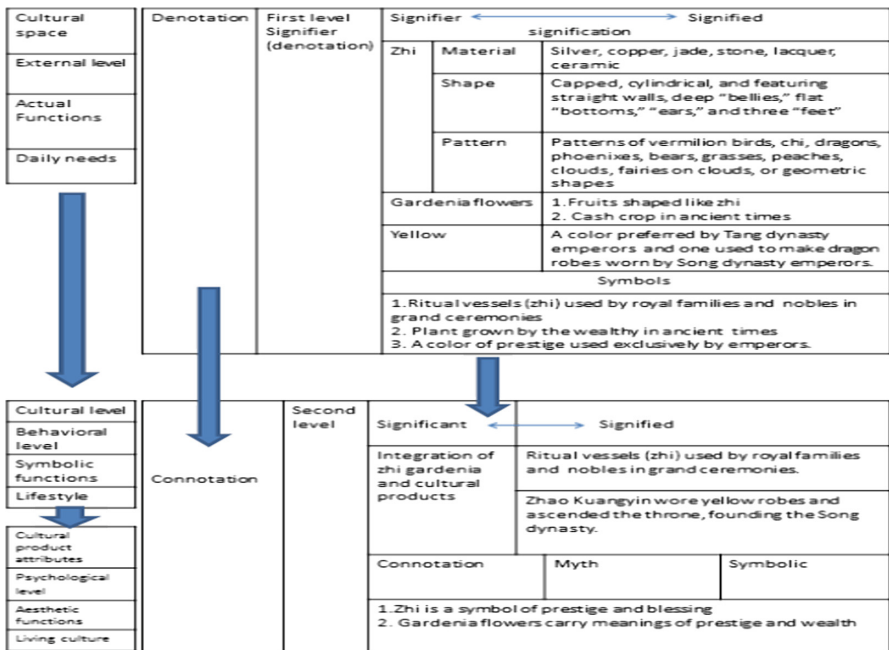 Cultural
space
External level
Actual
Functions
Daily needs
Denotation
First level
Signifier
(denotation)
Signifier
Signified
signification
Zhi
Material
Silver, copper, jade, stone, lacquer,
ceramic
Shape
Capped, cylindrical, and featuring
straight walls, deep “bellies,” flat
“bottoms,” “ears,” and three “feet”
Pattern
Patterns of vermilion birds, chi, dragons,
phoenixes, bears, grasses, peaches,
clouds, fairies on clouds, or geometric
shapes
Gardenia flowers
1.Fruits shaped like zhi
2. Cash crop in ancient times
Yellow
A color preferred by Tang dynasty
emperors and one used to make dragon
robes worn by Song dynasty emperors.
Symbols
1.Ritual vessels (zhi) used by royal families and nobles in
grand ceremonies
2. Plant grown by the wealthy in ancient times
3. A color of prestige used exclusively by emperors.
Cultural level
Behavioral
level
Symbolic
functions
Lifestyle
Cultural
product
attributes
Psychological
level
Aesthetic
functions
Living culture
Connotation
Second
level
Significant
Signified
Integration of
zhi gardenia
and cultural
products
Ritual vessels (zhi) used by royal families
and nobles in grand ceremonies.
Zhao Kuangyin wore yellow robes and
ascended the throne, founding the Song
dynasty.
Connotation
Myth
Symbolic
1.Zhi is a symbol of prestige and blessing
2. Gardenia flowers carry meanings of prestige and wealth